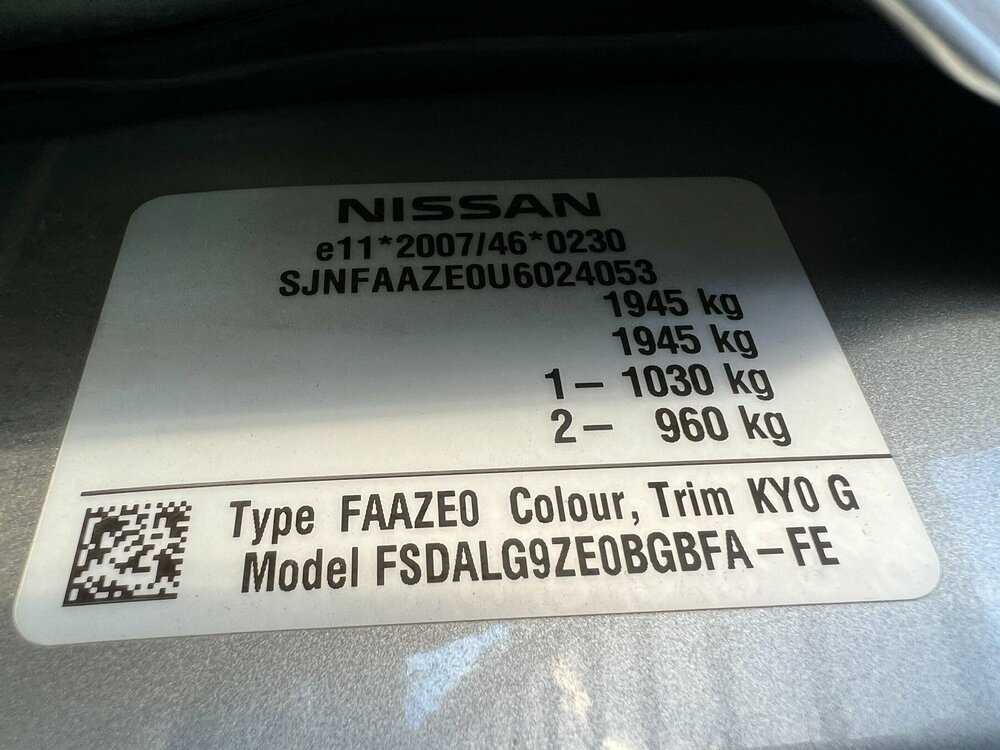 NISSAN
e11*2007/46*0230
SJNFAAZE0U6024053
1945 kg
1945 kg
1– 1030 kg
2– 960 kg
Type FAAZE0 Colour, Trim KY0 G
Model FSDALG9ZE0BGBFA–FE